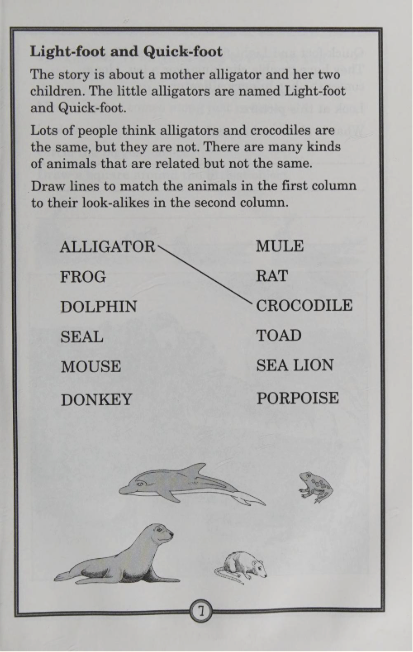 Light-foot and Quick-foot
The story is about a mother alligator and her two
children. The little alligators are named Light-foot
and Quick-foot.
Lots of people think alligators and crocodiles are
the same, but they are not. There are many kinds
of animals that are related but not the same.
Draw lines to match the animals in the first column
to their look-alikes in the second column.
ALLIGATOR MULE
FROG RAT
DOLPHIN CROCODILE
SEAL TOAD
MOUSE SEA LION
DONKEY PORPOISE
7